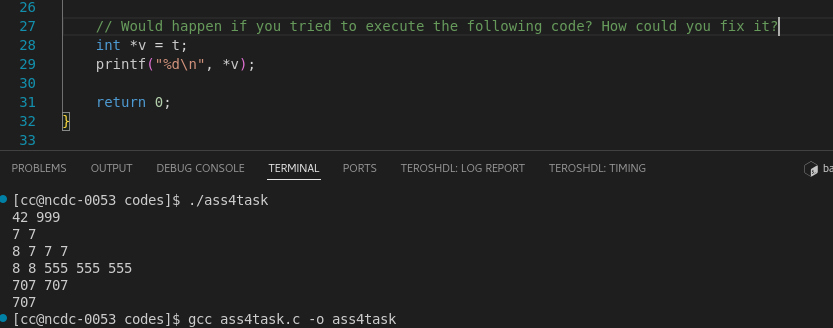 26
27 // Would happen if you tried to execute the following code? How could you fix it?
28 int *v = t;
29 printf("%d\n", *v);
30
31 return 0;
32 }
33
PROBLEMS OUTPUT DEBUG CONSOLE TERMINAL PORTS TEROSHDL: LOG REPORT TEROSHDL: TIMING ba
[cc@ncdc-0053 codes]$ ./ass4task
42 999
7 7
8 7 7 7
8 8 555 555 555
707 707
707
[cc@ncdc-0053 codes]$ gcc ass4task.c -o ass4task